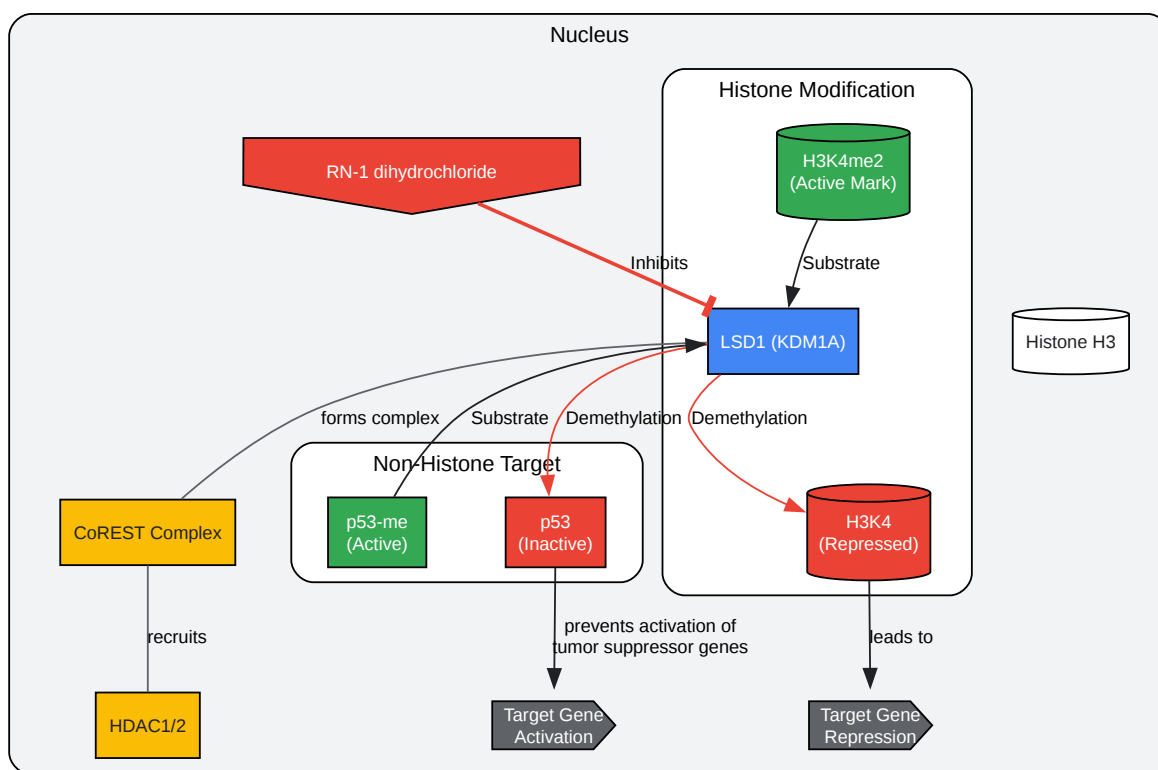 Nucleus
Histone Modification
RN-1 dihydrochloride
H3K4me2
(Active Mark)
Inhibits
Substrate
LSD1 (KDM1A)
Histone H3
forms complex
Substrate
Demethylation
Demethylation
Non-Histone Target
CoREST Complex
p53-me
(Active)
p53
(Inactive)
H3K4
(Repressed)
recruits
prevents activation of
tumor suppressor genes
leads to
HDAC1/2
Target Gene
Activation
Target Gene
Repression